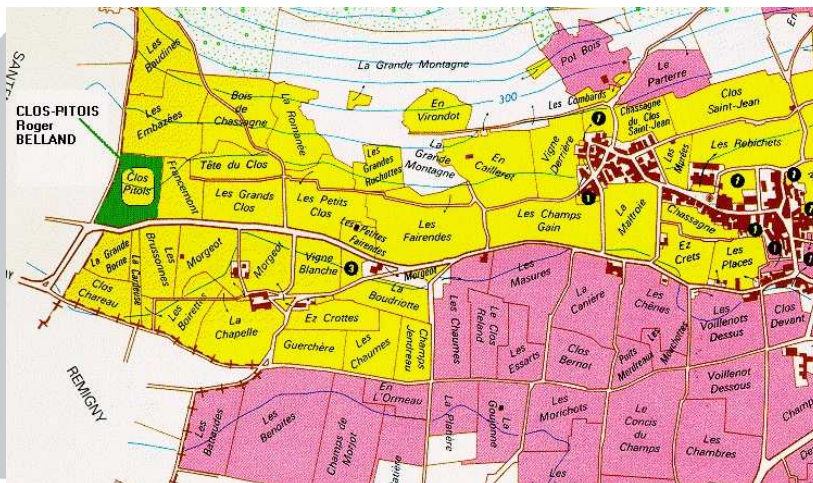 SANTE
CLOS-PITOIS
Roger
BELLAND
Les
Baudines
Les
Embazées
Bois
de
Chassagne
La Romanée
La Grande Montagne
300
En
Virondot
Pot Bois
Le
Parterre
En
Les Combards
Chassagne
du Clos
Saint-Jean
Clos
Saint-Jean
Les Murées
Les Rebichets
Clos
Pitois
Francemont
Tête du Clos
Les Grands
Clos
Les Petits
Clos
Les
Grandes
Ruchottes
La
Grande
Montagne
En
Cailleret
Vigne
Derrière
Les Petites
Fairendes
Les
Fairendes
Les Champs
Gain
La
Maltroie
Chassagne
Ez
Crets
Les
Places
La Grande
Borne
La Cardeuse
Les
Brussonnes
Morgeot
Morgeot
Vigne
Blanche
Morgeot
Clos
Chareau
Les
Boirettes
La
Chapelle
La
Boudriotte
Ez Crottes
Guerchère
Les
Chaumes
Champs
Jendreau
Les Masures
Les Chaumes
Le Clos
Reland
Les
Essarts
La
Canière
Clos
Bernot
Les
Chênes
Puits
Merdreaux
Les
Voillenots
Dessus
Clos
Devant
Voillenot
Dessous
REMIGNY
Les
Battaudes
Les
Benoites
Champs de
Morjot
En
L'Ormeau
La Platière
La
Goujonne
Les
Morichots
Le
Concis
du
Champs
Les
Chambres
Les